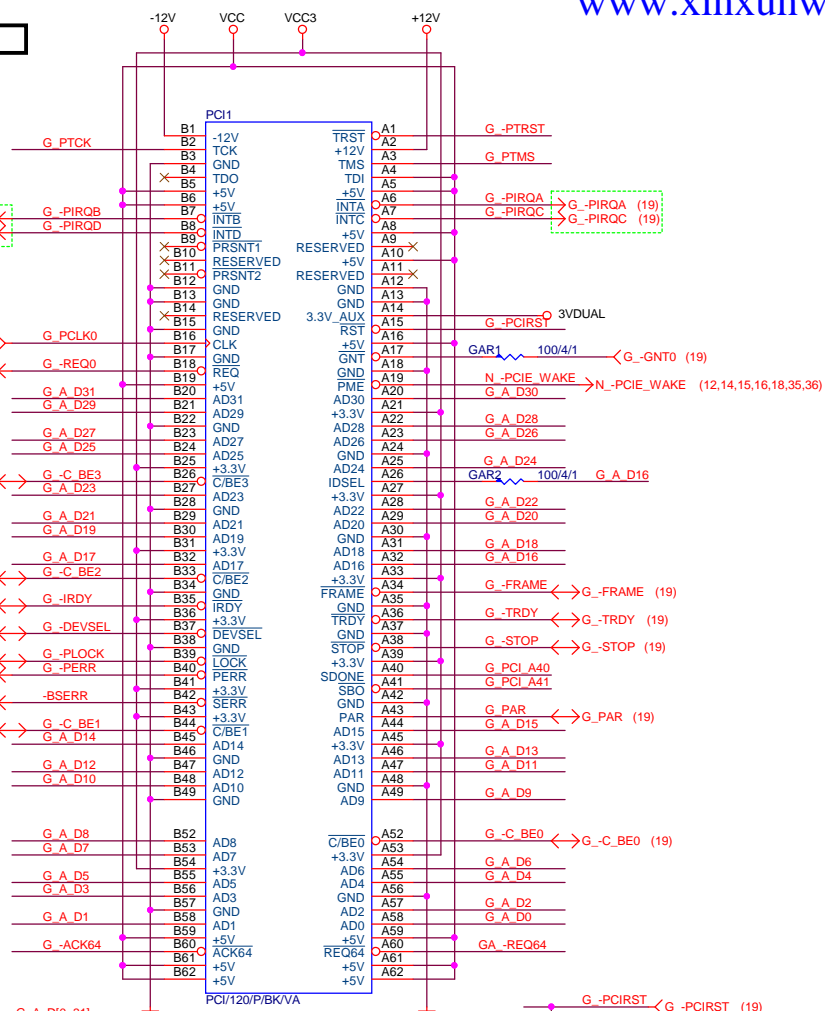 -12V VCC VCC3 +12V
PCI1
B1 -12V TRST A1 G_-PTRST
G_PTCK B2 TCK +12V A2
B3 GND TMS A3 G_PTMS
B4 TDO TDI A4
B5 +5V +5V A5
B6 +5V INTA A6 G_-PIRQA G_-PIRQA (19)
G_-PIRQB B7 INTB INTC A7 G_-PIRQC G_-PIRQC (19)
G_-PIRQD B8 INTD +5V A8
B9 PRSNT1 RESERVED A9
B10 RESERVED +5V A10
B11 PRSNT2 RESERVED A11
B12 GND GND A12
B13 GND GND A13
B14 RESERVED 3.3V_AUX A14 3VDUAL
B15 GND RST A15 G_-PCIRST
G_PCLK0 B16 CLK +5V A16
B17 GND GNT A17 GAR1 100/4/1 G_-GNT0 (19)
G_-REQ0 B18 REQ GND A18
B19 +5V PME A19 N_-PCIE_WAKE N_-PCIE_WAKE (12,14,15,16,18,35,36)
G_A_D31 B20 AD31 AD30 A20 G_A_D30
G_A_D29 B21 AD29 +3.3V A21
B22 GND AD28 A22 G_A_D28
G_A_D27 B23 AD27 AD26 A23 G_A_D26
G_A_D25 B24 AD25 GND A24
B25 +3.3V AD24 A25 G_A_D24
G_-C_BE3 B26 C/BE3 IDSEL A26 GAR2 100/4/1 G_A_D16
G_A_D23 B27 AD23 +3.3V A27
B28 GND AD22 A28 G_A_D22
G_A_D21 B29 AD21 AD20 A29 G_A_D20
G_A_D19 B30 AD19 GND A30
B31 +3.3V AD18 A31 G_A_D18
G_A_D17 B32 AD17 AD16 A32 G_A_D16
G_-C_BE2 B33 C/BE2 +3.3V A33
B34 GND FRAME A34 G_-FRAME G_-FRAME (19)
G_-IRDY B35 IRDY GND A35
B36 +3.3V TRDY A36 G_-TRDY G_-TRDY (19)
G_-DEVSEL B37 DEVSEL GND A37
B38 GND STOP A38 G_-STOP G_-STOP (19)
G_-PLOCK B39 LOCK +3.3V A39
G_-PERR B40 PERR SDONE A40 G_PCI_A40
B41 +3.3V SBO A41 G_PCI_A41
-BSERR B42 SERR GND A42
B43 +3.3V PAR A43 G_PAR G_PAR (19)
G_-C_BE1 B44 C/BE1 AD15 A44 G_A_D15
G_A_D14 B45 AD14 +3.3V A45
B46 GND AD13 A46 G_A_D13
G_A_D12 B47 AD12 AD11 A47 G_A_D11
G_A_D10 B48 AD10 GND A48
B49 GND AD9 A49 G_A_D9
G_A_D8 B52 AD8 C/BE0 A52 G_-C_BE0 G_-C_BE0 (19)
G_A_D7 B53 AD7 +3.3V A53
B54 +3.3V AD6 A54 G_A_D6
G_A_D5 B55 AD5 AD4 A55 G_A_D4
G_A_D3 B56 AD3 GND A56
B57 GND AD2 A57 G_A_D2
G_A_D1 B58 AD1 AD0 A58 G_A_D0
B59 +5V +5V A59
G_-ACK64 B60 ACK64 REQ64 A60 GA_-REQ64
B61 +5V +5V A61
B62 +5V +5V A62
PCI/120/P/BK/VA
G_-PCIRST G_-PCIRST (19)